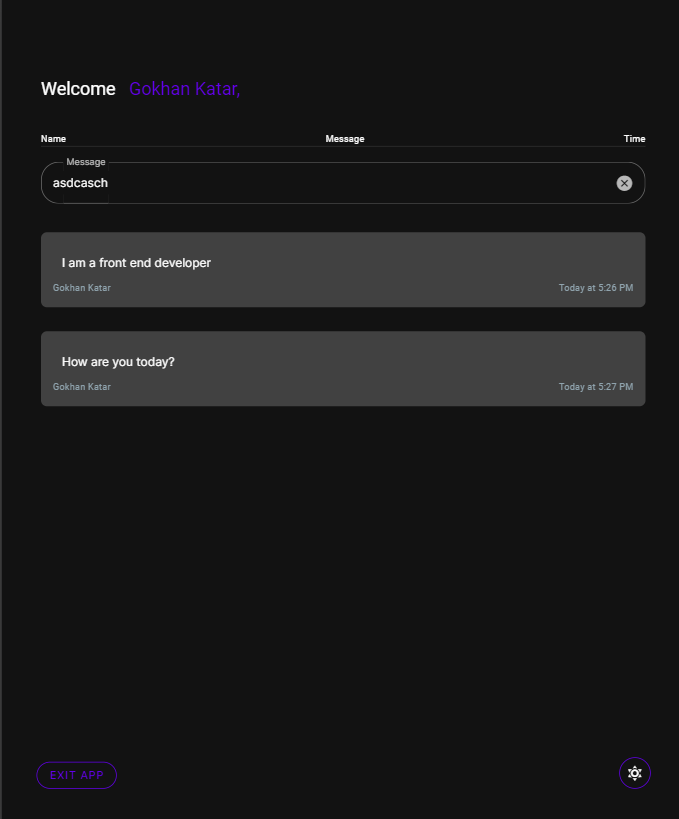 Welcome Gokhan Katar,
Name Message Time
Message
asdcasch
I am a front end developer
Gokhan Katar Today at 5:26 PM
How are you today?
Gokhan Katar Today at 5:27 PM
EXIT APP